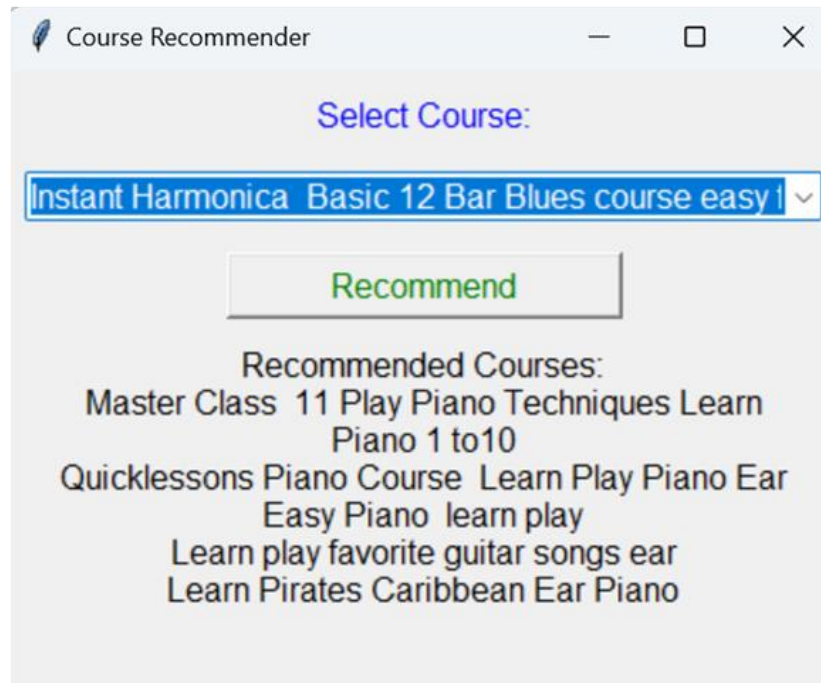 Course Recommender
Select Course:
Instant Harmonica  Basic 12 Bar Blues course easy
Recommend
Recommended Courses:
Master Class  11 Play Piano Techniques Learn
Piano 1 to10
Quicklessons Piano Course  Learn Play Piano Ear
Easy Piano  learn play
Learn play favorite guitar songs ear
Learn Pirates Caribbean Ear Piano